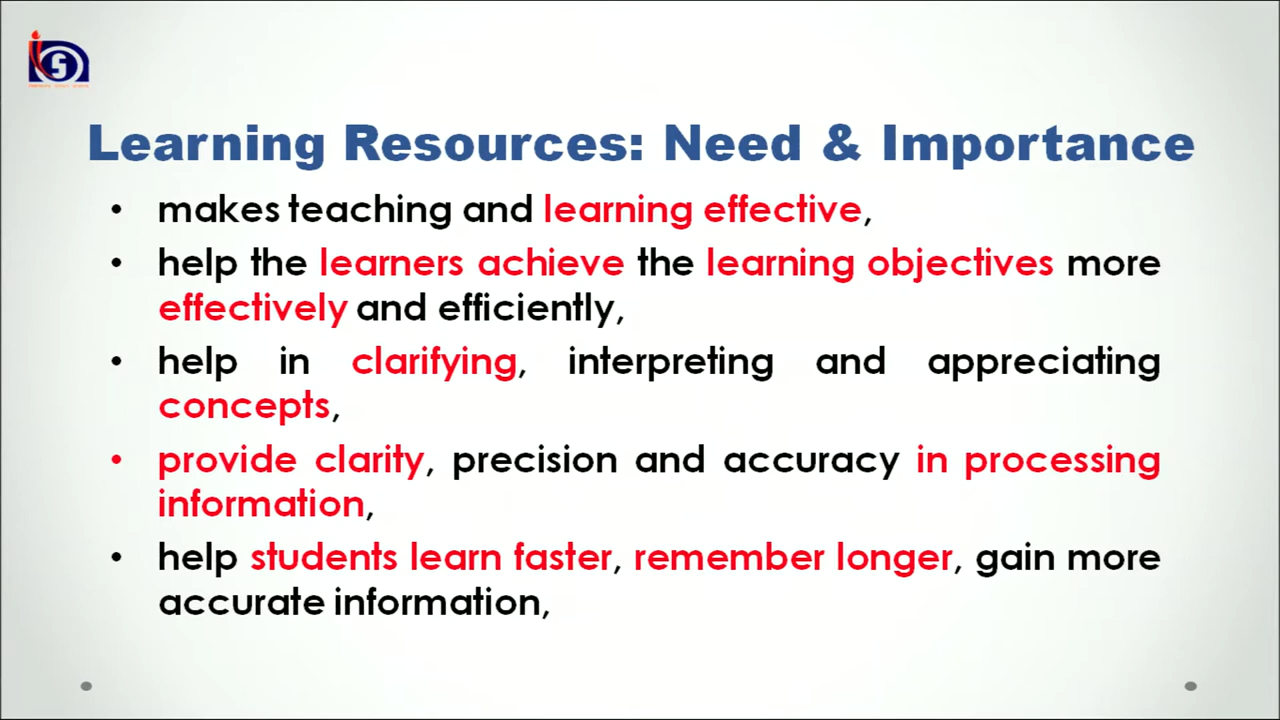 Learning Resources: Need & Importance
• makes teaching and learning effective,
• help the learners achieve the learning objectives more
effectively and efficiently,
• help in clarifying, interpreting and appreciating
concepts,
• provide clarity, precision and accuracy in processing
information,
• help students learn faster, remember longer, gain more
accurate information,